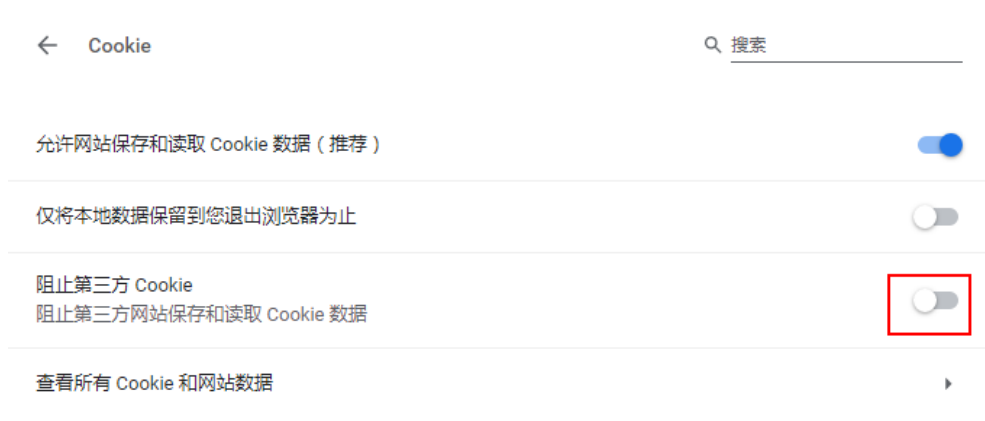 Cookie
搜索
允许网站保存和读取 Cookie 数据（推荐）
仅将本地数据保留到您退出浏览器为止
阻止第三方 Cookie
阻止第三方网站保存和读取 Cookie 数据
查看所有 Cookie 和网站数据